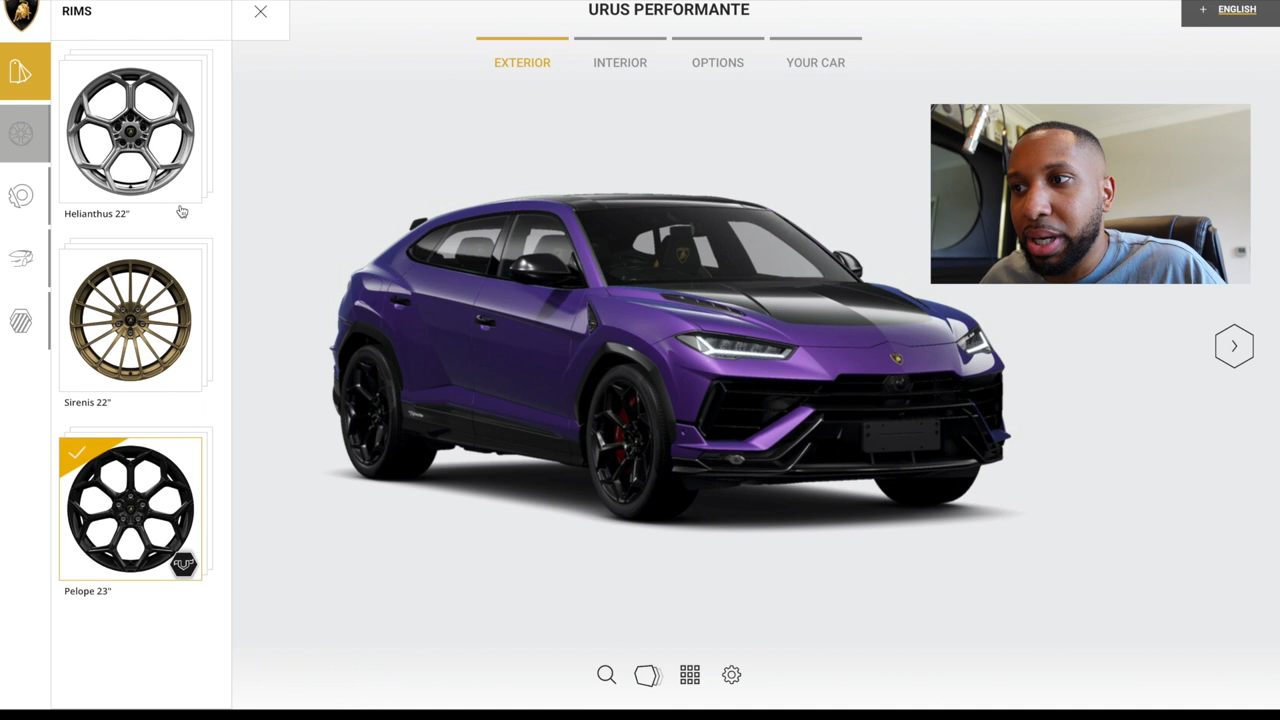 RIMS
URUS PERFORMANTE
+ ENGLISH
EXTERIOR
INTERIOR
OPTIONS
YOUR CAR
Helianthus 22"
Sirenis 22"
Pelope 23"